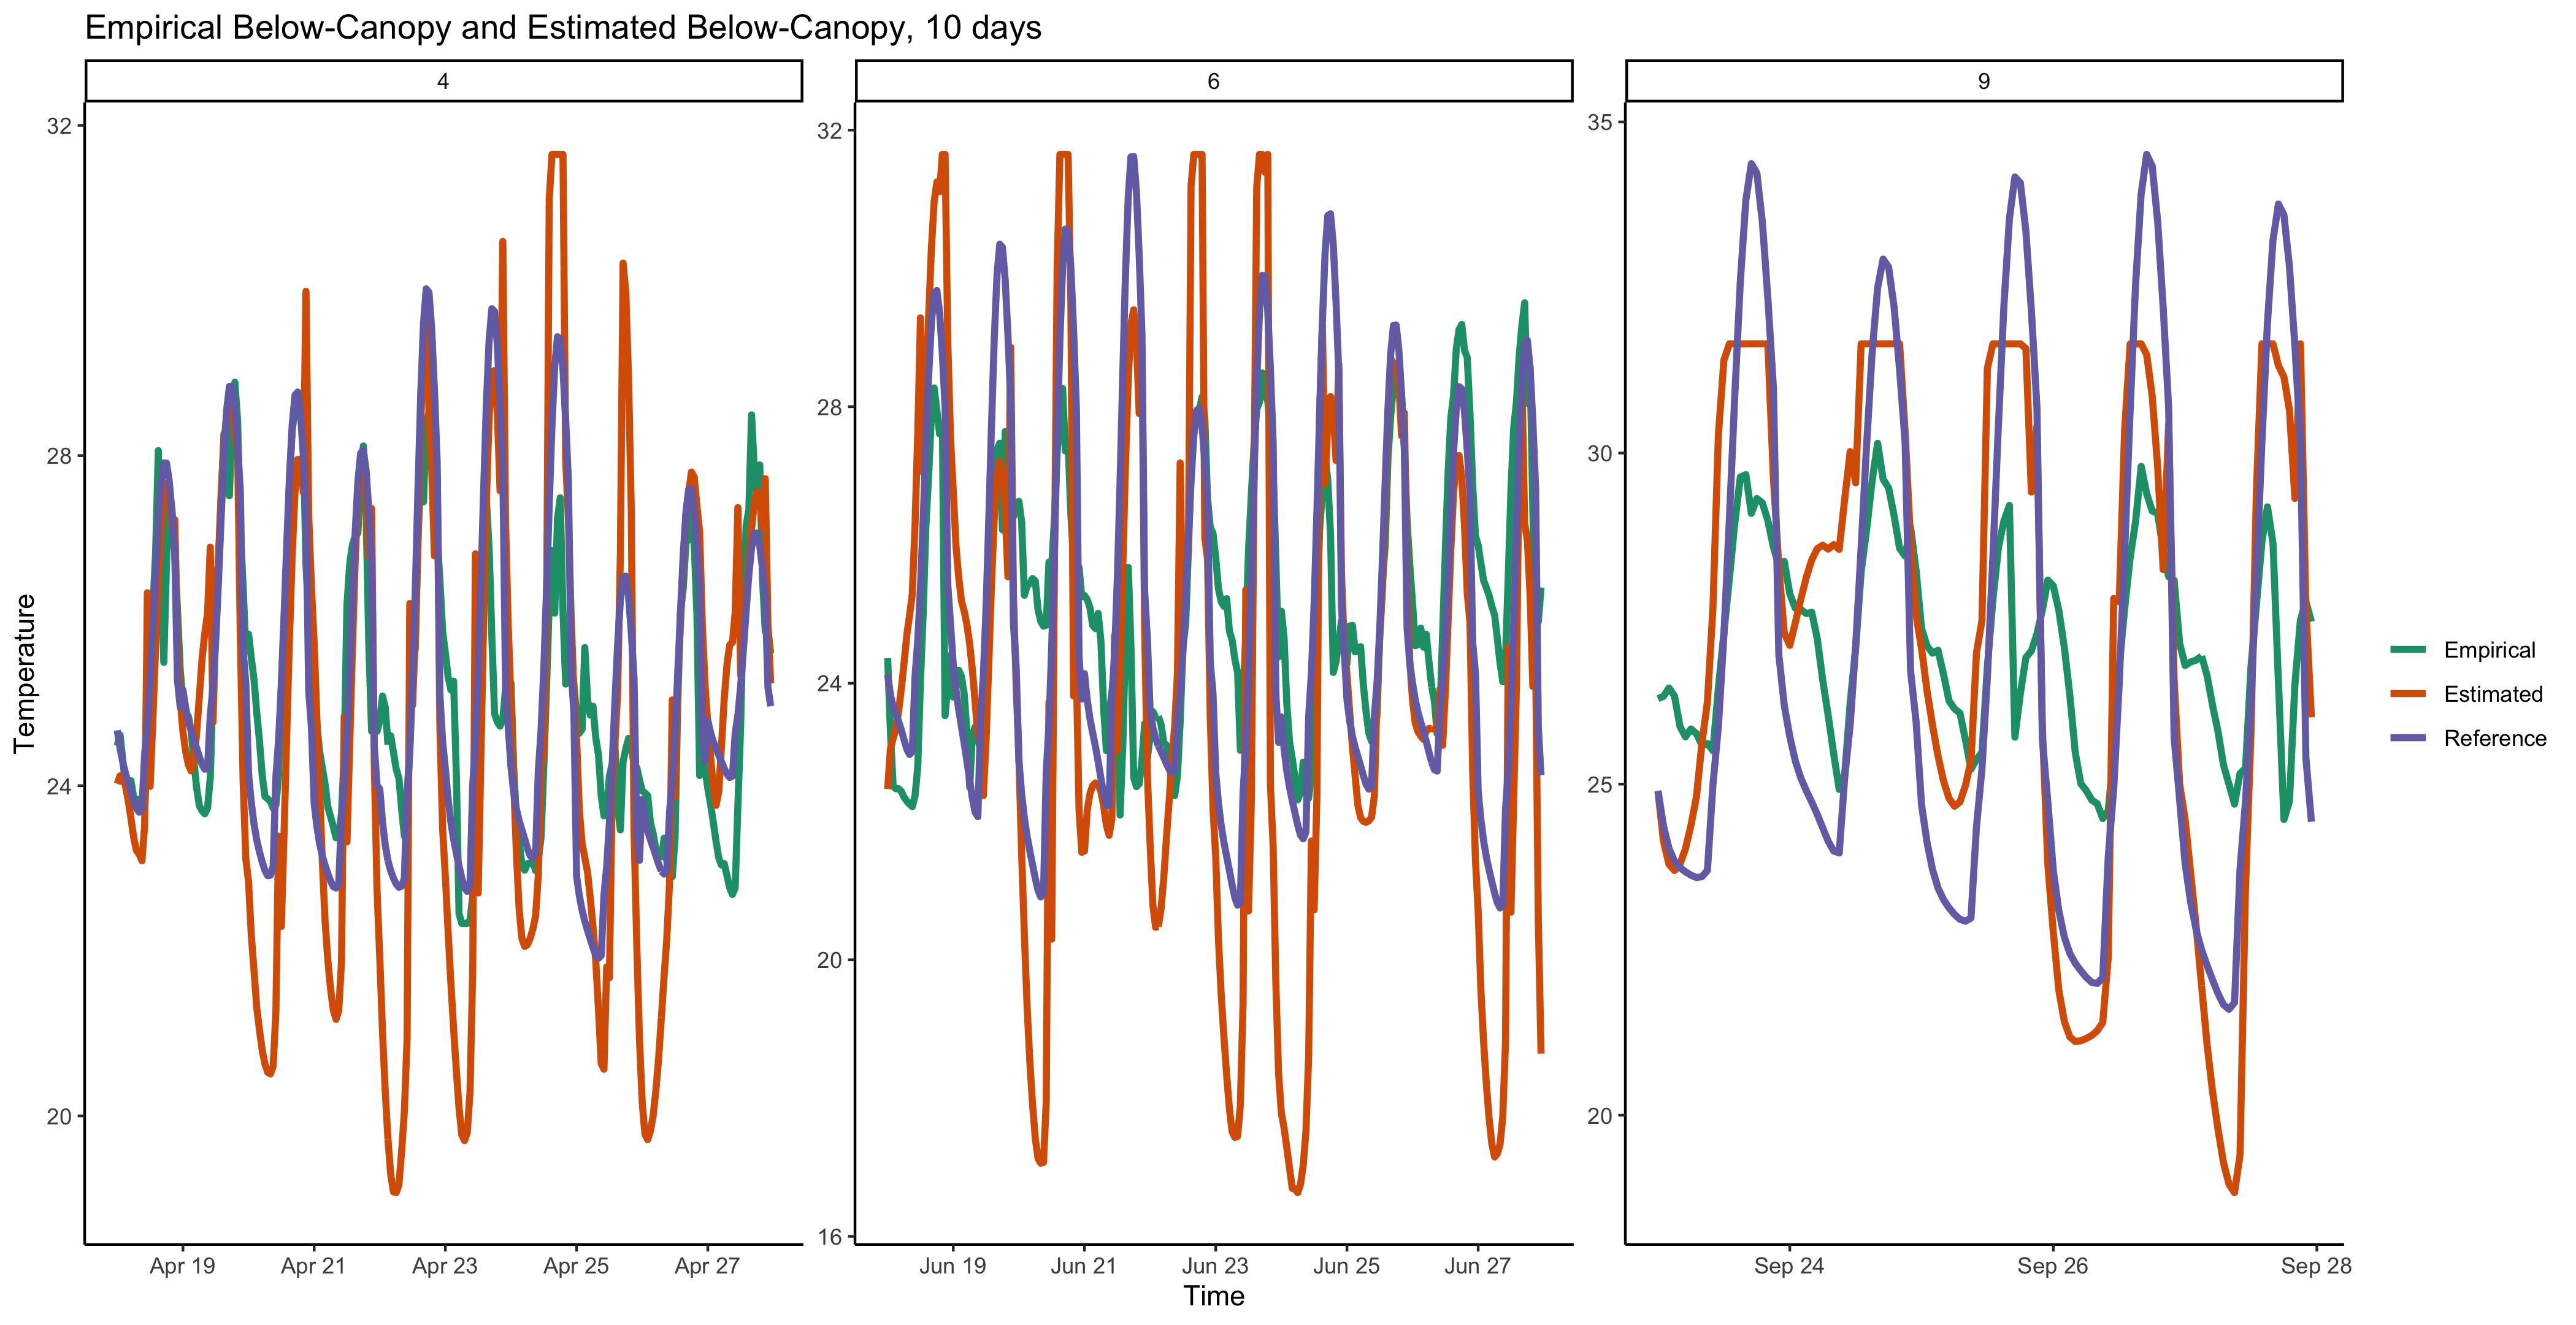 Empirical Below-Canopy and Estimated Below-Canopy, 10 days
4
6
9
Temperature
32
28
24
20
32
28
24
20
16
35
30
25
20
Apr 19
Apr 21
Apr 23
Apr 25
Apr 27
Jun 19
Jun 21
Jun 23
Jun 25
Jun 27
Sep 24
Sep 26
Sep 28
Time
Empirical
Estimated
Reference